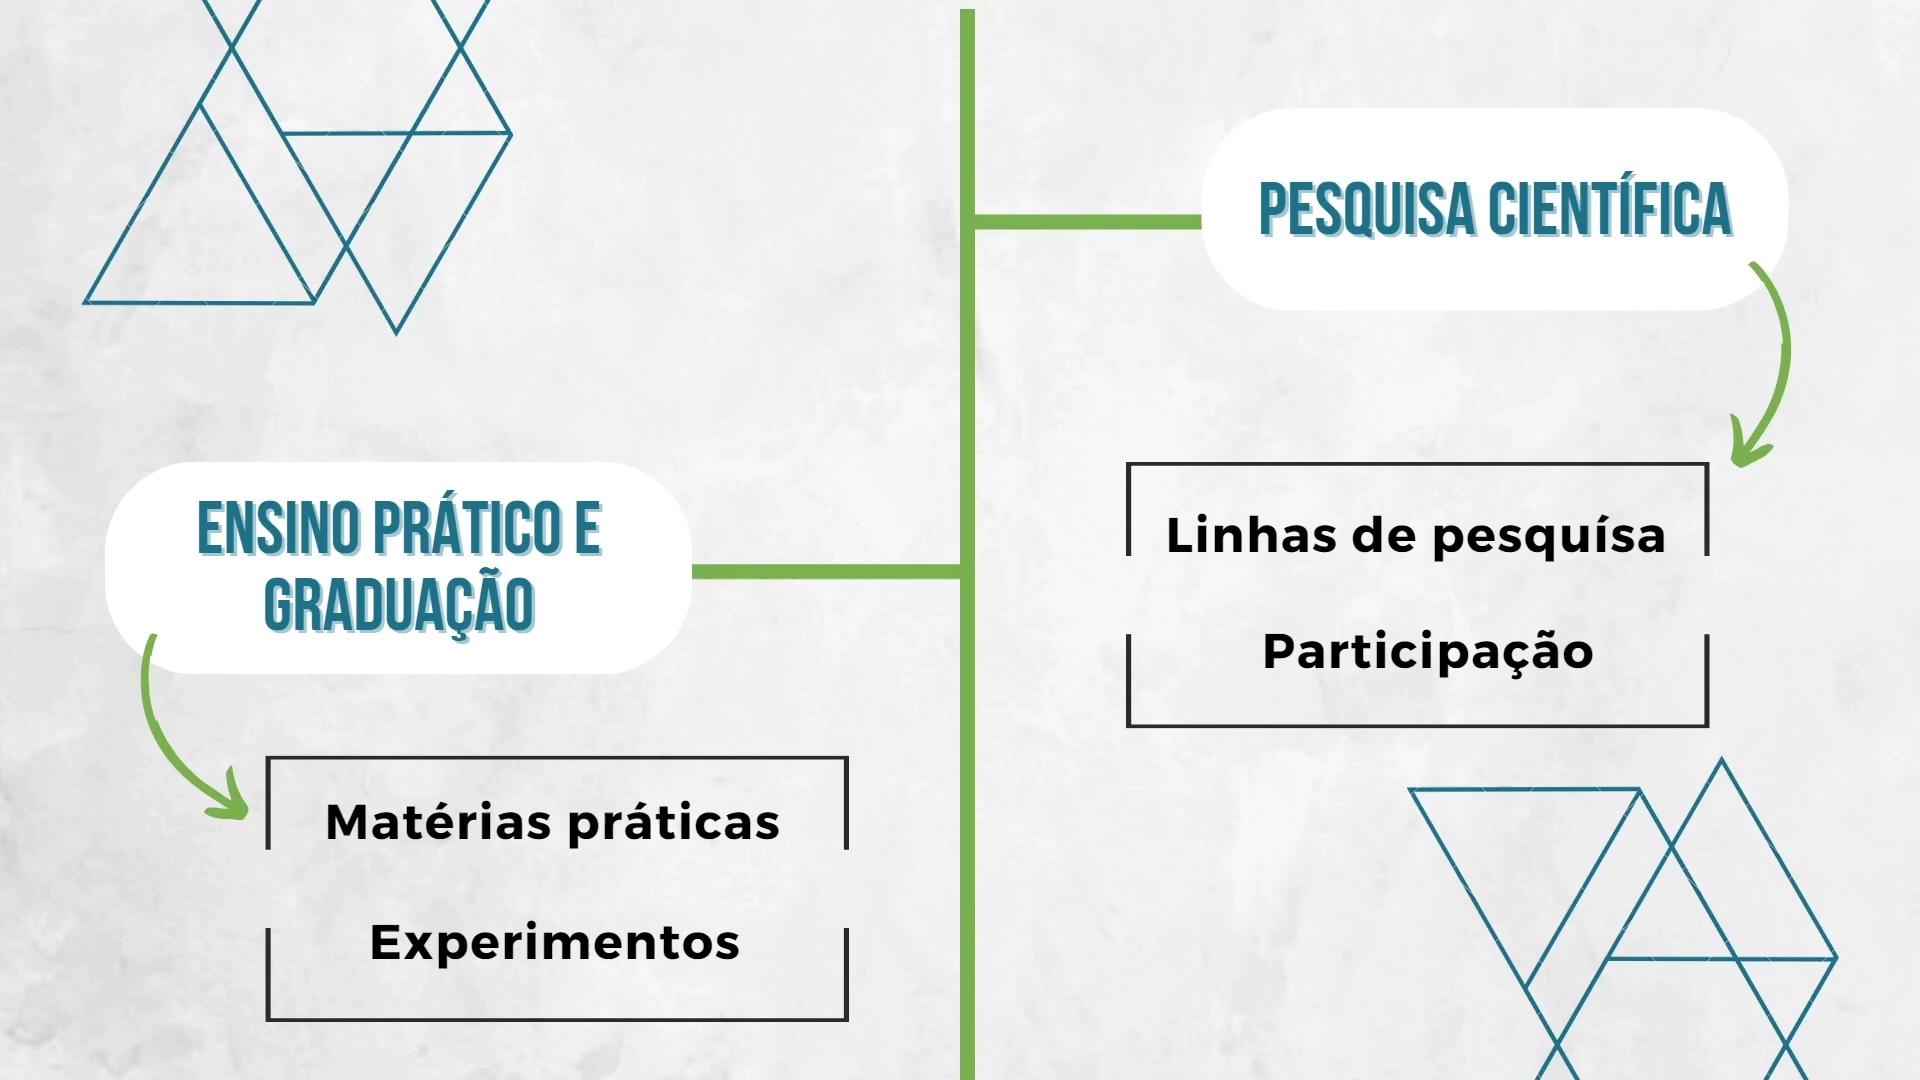 PESQUISA CIENTÍFICA
Linhas de pesquísa
Participação
ENSINO PRÁTICO E
GRADUAÇÃO
Matérias práticas
Experimentos